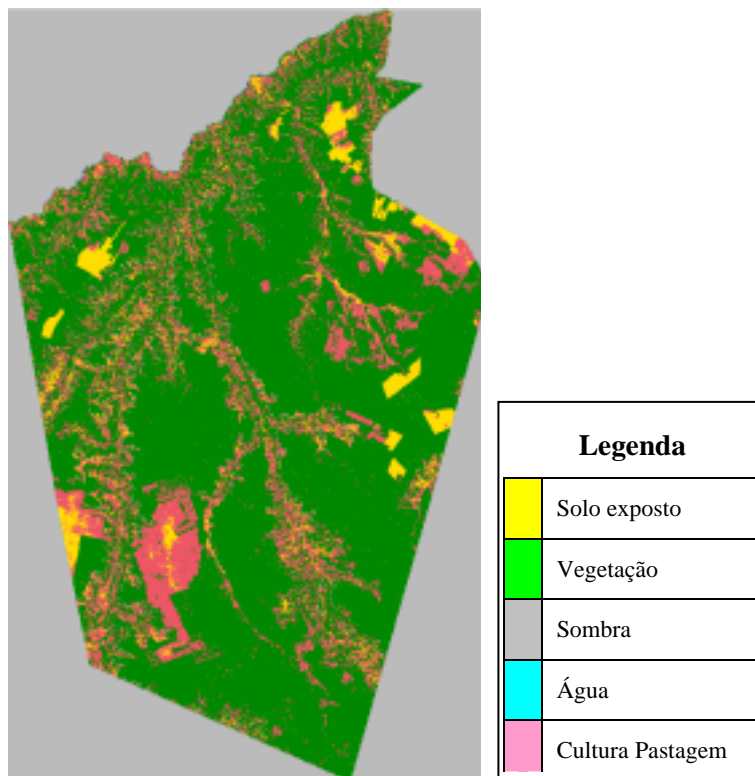 Legenda
Solo exposto
Vegetação
Sombra
Água
Cultura Pastagem